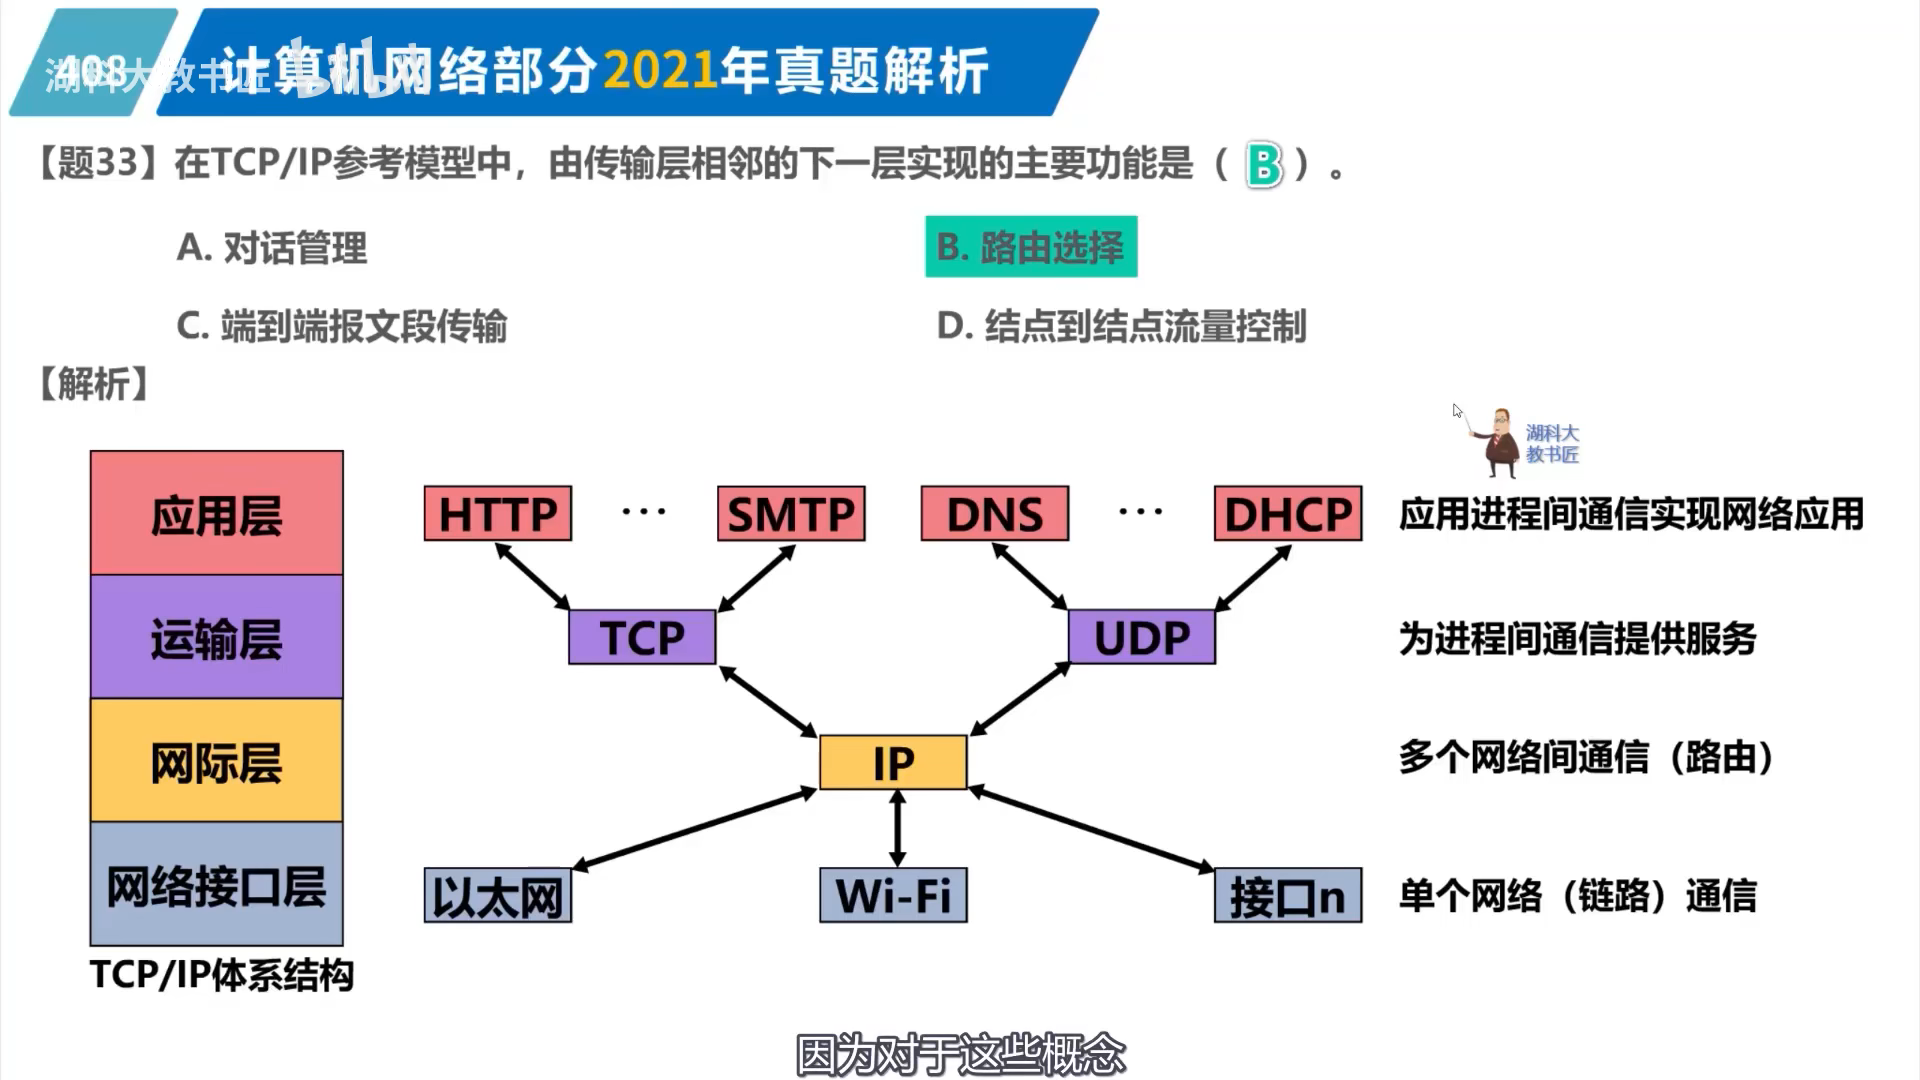 408 计算机网络部分2021年真题解析
湖科大教书匠 bilibili
【题33】在TCP/IP参考模型中，由传输层相邻的下一层实现的主要功能是（ B ）。
A. 对话管理
B. 路由选择
C. 端到端报文段传输
D. 结点到结点流量控制
【解析】
湖科大
教书匠
应用层
HTTP … SMTP DNS … DHCP
应用进程间通信实现网络应用
运输层
TCP UDP
为进程间通信提供服务
网际层
IP
多个网络间通信（路由）
网络接口层
以太网 Wi-Fi 接口n
单个网络（链路）通信
TCP/IP体系结构
因为对于这些概念